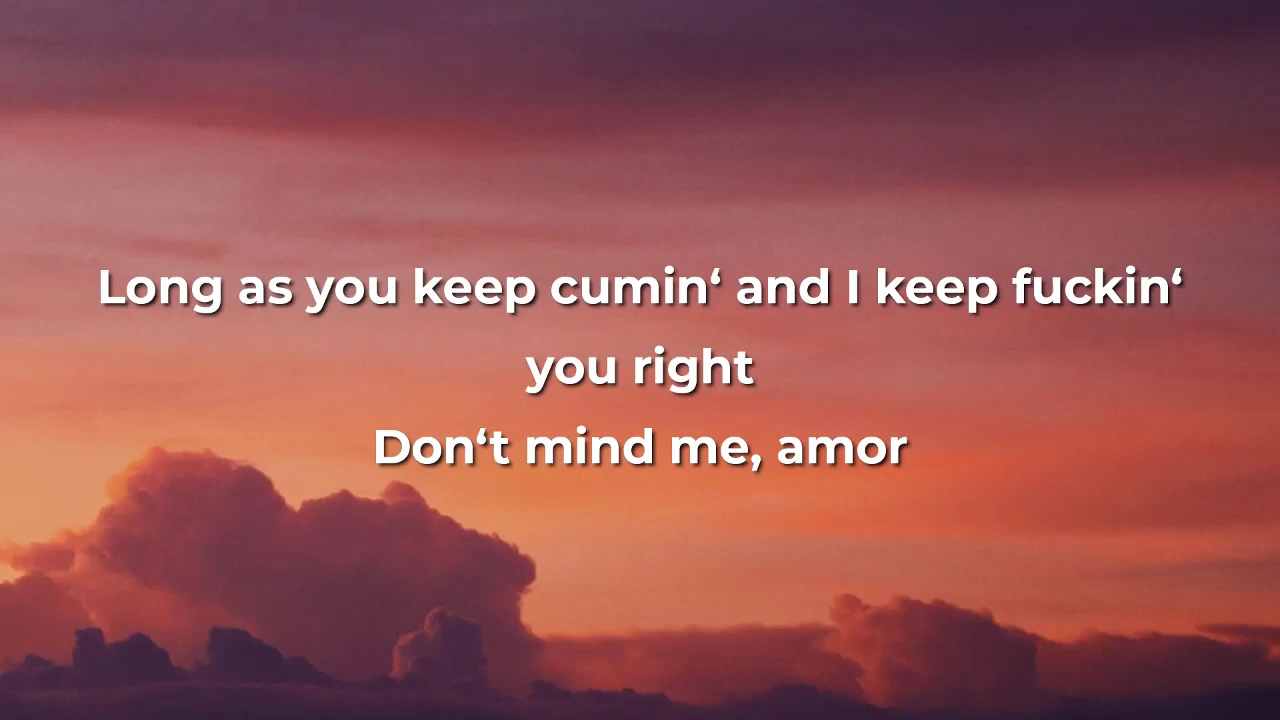 Long as you keep cumin‘ and I keep fuckin‘
you right
Don‘t mind me, amor